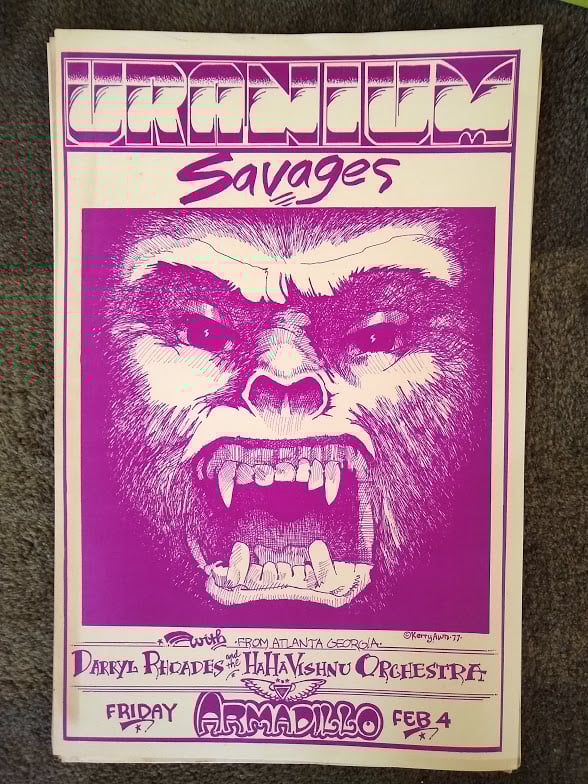 URANIUM
Savages
©Kerry Awn·77·
with ·FROM ATLANTA GEORGIA·
DARRYL RHOADES and the HAHAVISHNU ORCHESTRA
FRIDAY ARMADILLO FEB 4